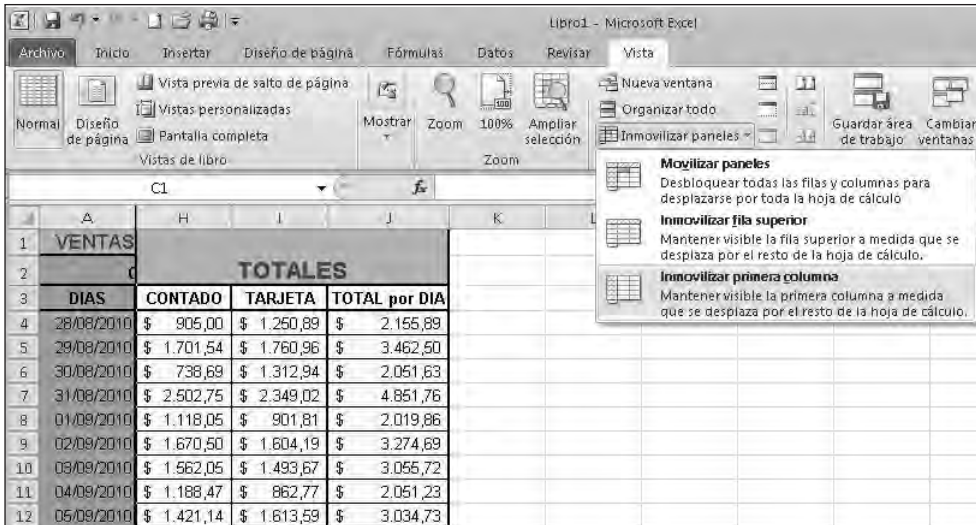 Libro1 - Microsoft Excel
Archivo Inicio Insertar Diseño de página Fórmulas Datos Revisar Vista
Normal
Diseño de página
Vista previa de salto de página
Vistas personalizadas
Pantalla completa
Vistas de libro
Mostrar
Zoom
100%
Ampliar selección
Zoom
Nueva ventana
Organizar todo
Inmovilizar paneles
Guardar área de trabajo
Cambiar ventanas
Movilizar paneles
Desbloquear todas las filas y columnas para
desplazarse por toda la hoja de cálculo
Inmovilizar fila superior
Mantener visible la fila superior a medida que se
desplaza por el resto de la hoja de cálculo.
Inmovilizar primera columna
Mantener visible la primera columna a medida
que se desplaza por el resto de la hoja de cálculo.
C1 fx
A H I J K L
1 VENTAS
2 TOTALES
3 DIAS CONTADO TARJETA TOTAL por DIA
4 28/08/2010 $ 905,00 $ 1.250,89 $ 2.155,89
5 29/08/2010 $ 1.701,54 $ 1.760,96 $ 3.462,50
6 30/08/2010 $ 738,69 $ 1.312,94 $ 2.051,63
7 31/08/2010 $ 2.502,75 $ 2.349,02 $ 4.851,76
8 01/09/2010 $ 1.118,05 $ 901,81 $ 2.019,86
9 02/09/2010 $ 1.670,50 $ 1.604,19 $ 3.274,69
10 03/09/2010 $ 1.562,05 $ 1.493,67 $ 3.055,72
11 04/09/2010 $ 1.188,47 $ 862,77 $ 2.051,23
12 05/09/2010 $ 1.421,14 $ 1.613,59 $ 3.034,73